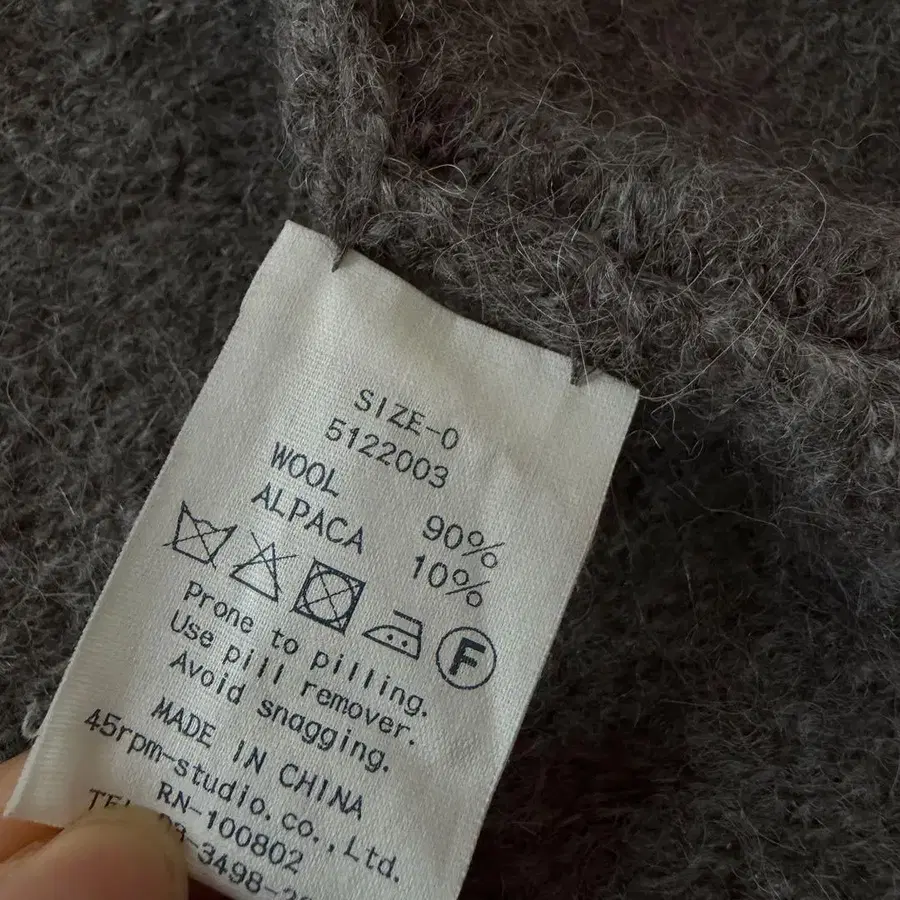 SIZE-0
5122003
WOOL 90%
ALPACA 10%
F
Prone to pilling.
Use pill remover.
Avoid snagging.
MADE IN CHINA
45rpm-studio.co.,Ltd.
RN-100802
-3498-